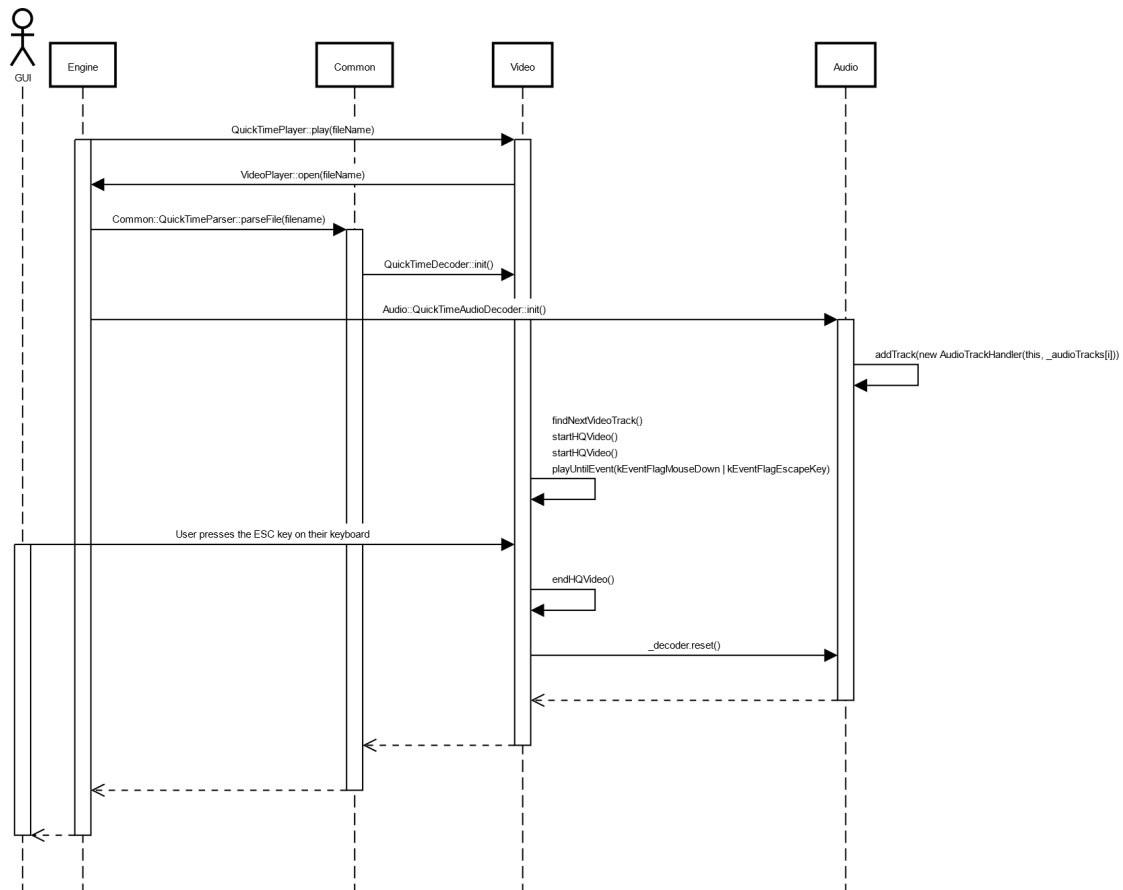 GUI
Engine
Common
Video
Audio
QuickTimePlayer::play(fileName)
VideoPlayer::open(fileName)
Common::QuickTimeParser::parseFile(filename)
QuickTimeDecoder::init()
Audio::QuickTimeAudioDecoder::init()
addTrack(new AudioTrackHandler(this, _audioTracks[i]))
findNextVideoTrack()
startHQVideo()
startHQVideo()
playUntilEvent(kEventFlagMouseDown | kEventFlagEscapeKey)
User presses the ESC key on their keyboard
endHQVideo()
_decoder.reset()